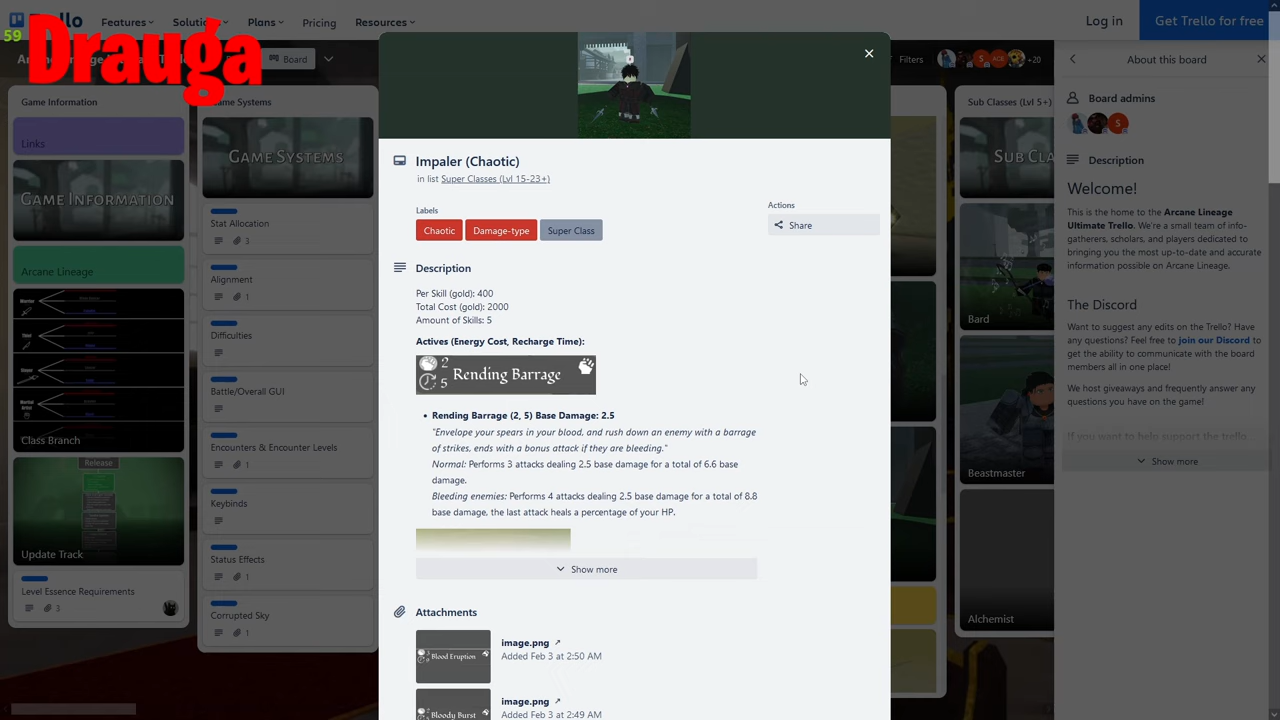 Features
Solutions
Plans
Pricing
Resources
Log in
Get Trello for free
59
Drauga
Board
Filters
+20
About this board
Game Information
Game Systems
Sub Classes (Lvl 5+)
Links
GAME INFORMATION
Arcane Lineage
Class Branch
Release
Update Track
Level Essence Requirements
3
GAME SYSTEMS
Stat Allocation
3
Alignment
1
Difficulties
Battle/Overall GUI
Encounters & Encounter Levels
1
Keybinds
Status Effects
1
Corrupted Sky
1
Impaler (Chaotic)
in list Super Classes (Lvl 15-23+)
Labels
Chaotic
Damage-type
Super Class
Actions
Share
Description
Per Skill (gold): 400
Total Cost (gold): 2000
Amount of Skills: 5
Actives (Energy Cost, Recharge Time):
2
5
Rending Barrage
• Rending Barrage (2, 5) Base Damage: 2.5
"Envelope your spears in your blood, and rush down an enemy with a barrage
of strikes, ends with a bonus attack if they are bleeding."
Normal: Performs 3 attacks dealing 2.5 base damage for a total of 6.6 base
damage.
Bleeding enemies: Performs 4 attacks dealing 2.5 base damage for a total of 8.8
base damage, the last attack heals a percentage of your HP.
Show more
Attachments
Blood Eruption
image.png
Added Feb 3 at 2:50 AM
Bloody Burst
image.png
Added Feb 3 at 2:49 AM
SUB CLASS
Bard
Beastmaster
Alchemist
Board admins
S
Description
Welcome!
This is the home to the Arcane Lineage
Ultimate Trello. We're a small team of info-
gatherers, scholars, and players dedicated to
bringing you the most up-to-date and accurate
information possible on Arcane Lineage.
The Discord
Want to suggest any edits on the Trello? Have
any questions? Feel free to join our Discord to
get the ability to communicate with the board
members all in one place!
We host giveaways and frequently answer any
questions you have on the game!
If you want to help support the trello
Show more